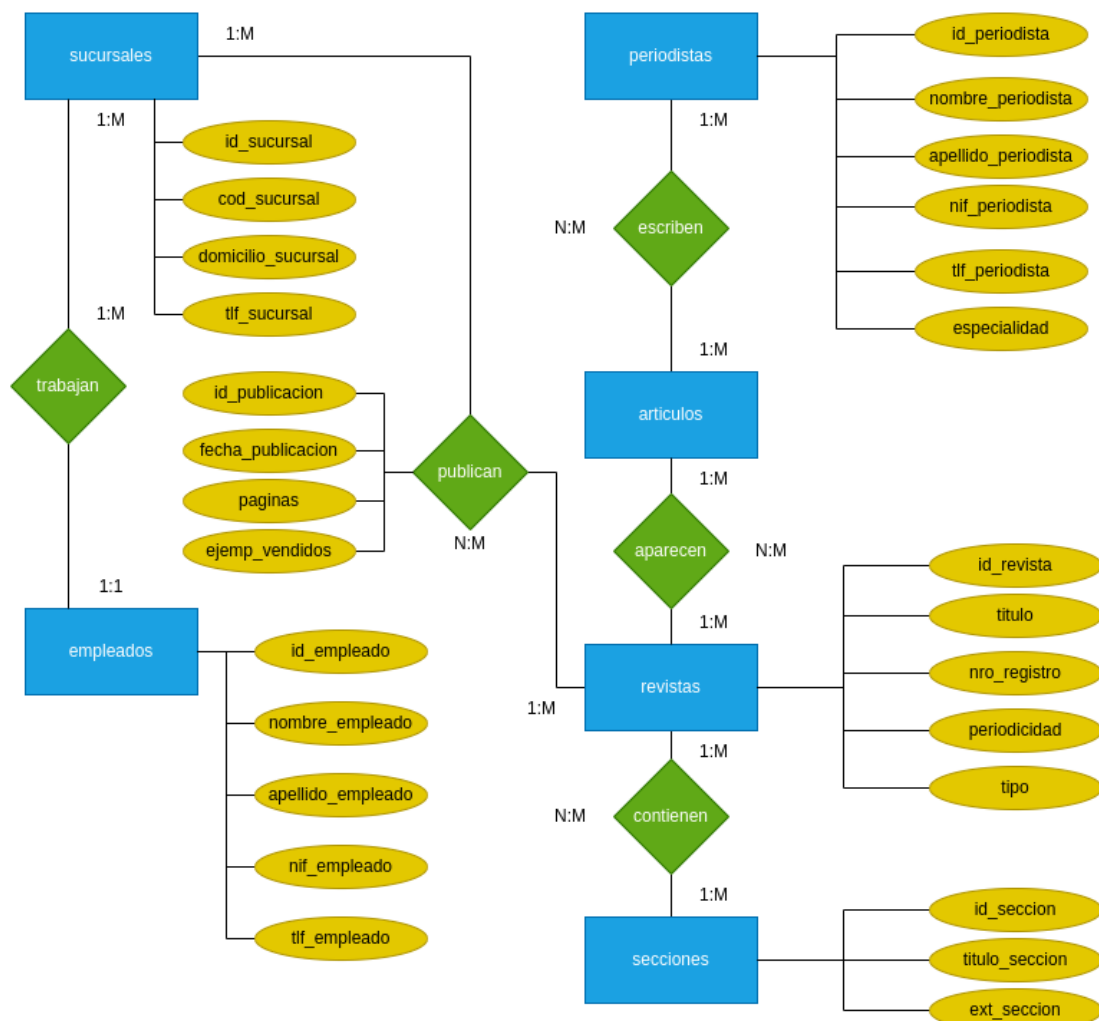 sucursales
1:M
1:M
id_sucursal
cod_sucursal
domicilio_sucursal
tlf_sucursal
1:M
trabajan
1:1
empleados
id_empleado
nombre_empleado
apellido_empleado
nif_empleado
tlf_empleado
id_publicacion
fecha_publicacion
paginas
ejemp_vendidos
publican
N:M
1:M
periodistas
id_periodista
nombre_periodista
apellido_periodista
nif_periodista
tlf_periodista
especialidad
1:M
N:M
escriben
1:M
articulos
1:M
aparecen
N:M
1:M
revistas
id_revista
titulo
nro_registro
periodicidad
tipo
1:M
N:M
contienen
1:M
secciones
id_seccion
titulo_seccion
ext_seccion